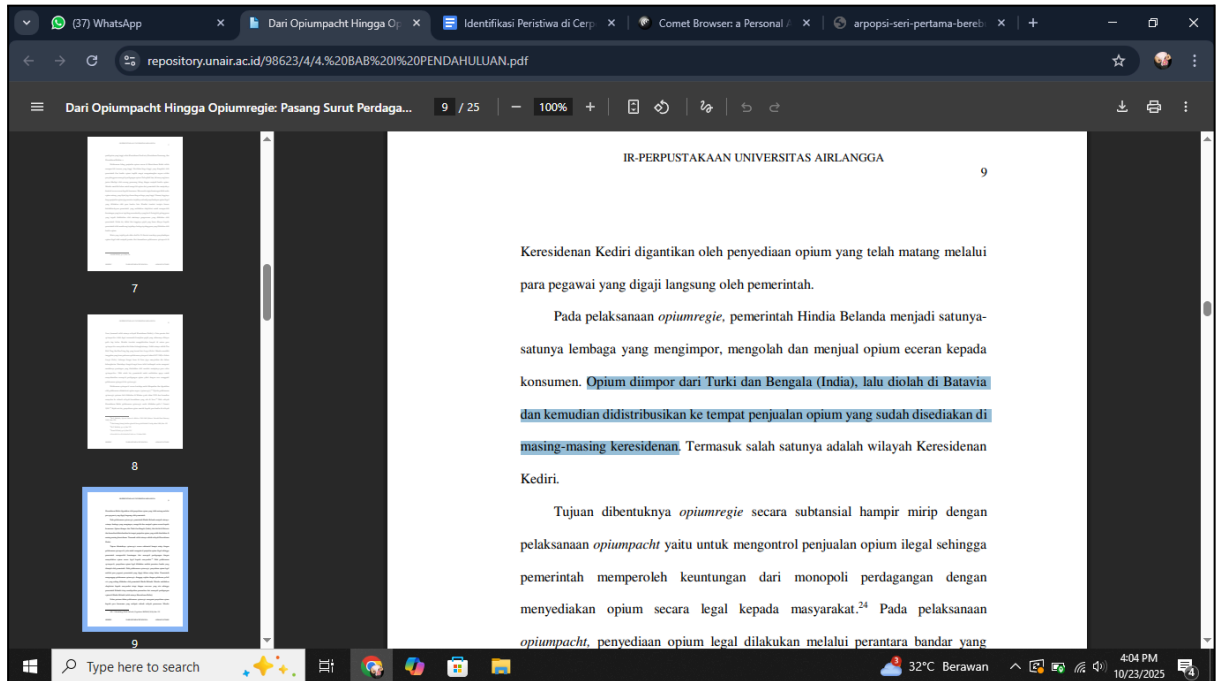 (37) WhatsApp
Dari Opiumpacht Hingga Op
Identifikasi Peristiwa di Cerp
Comet Browser: a Personal A
arpopsi-seri-pertama-bereb
repository.unair.ac.id/98623/4/4.%20BAB%20I%20PENDAHULUAN.pdf
Dari Opiumpacht Hingga Opiumregie: Pasang Surut Perdaga...
9 / 25
100%
7
8
9
IR-PERPUSTAKAAN UNIVERSITAS AIRLANGGA
9
Keresidenan Kediri digantikan oleh penyediaan opium yang telah matang melalui
para pegawai yang digaji langsung oleh pemerintah.
Pada pelaksanaan opiumregie, pemerintah Hindia Belanda menjadi satunya-
satunya lembaga yang mengimpor, mengolah dan menjual opium eceran kepada
konsumen. Opium diimpor dari Turki dan Bengala (India), lalu diolah di Batavia
dan kemudian didistribusikan ke tempat penjualan opium yang sudah disediakan di
masing-masing keresidenan. Termasuk salah satunya adalah wilayah Keresidenan
Kediri.
Tujuan dibentuknya opiumregie secara subtansial hampir mirip dengan
pelaksanaan opiumpacht yaitu untuk mengontrol penjualan opium ilegal sehingga
pemerintah memperoleh keuntungan dari monopoli perdagangan dengan
menyediakan opium secara legal kepada masyarakat.24 Pada pelaksanaan
opiumpacht, penyediaan opium legal dilakukan melalui perantara bandar yang
Type here to search
32°C Berawan
4:04 PM
10/23/2025
4